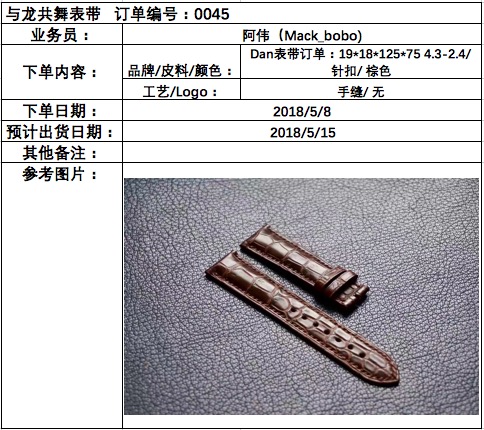 与龙共舞表带 订单编号：0045
业务员： 阿伟（Mack_bobo)
下单内容： 品牌/皮料/颜色： Dan表带订单：19*18*125*75 4.3-2.4/
针扣/ 棕色
工艺/Logo： 手缝/ 无
下单日期： 2018/5/8
预计出货日期： 2018/5/15
其他备注：
参考图片：